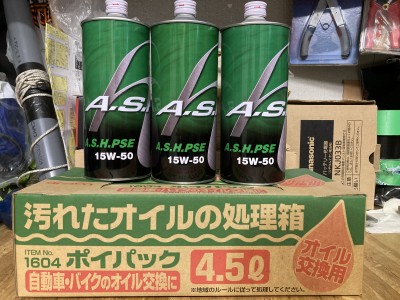 A.S.
A.S.
A.S.
A.S.H.PSE
A.S.H.PSE
A.S.H.PSE
15W-50
15W-50
15W-50
Panasonic
NKJ033B
汚れたオイルの処理箱
ITEM No.
1604 ポイパック
自動車・バイクのオイル交換に
4.5ℓ
オイル
交換用
※地域のルールに従って処理してください。